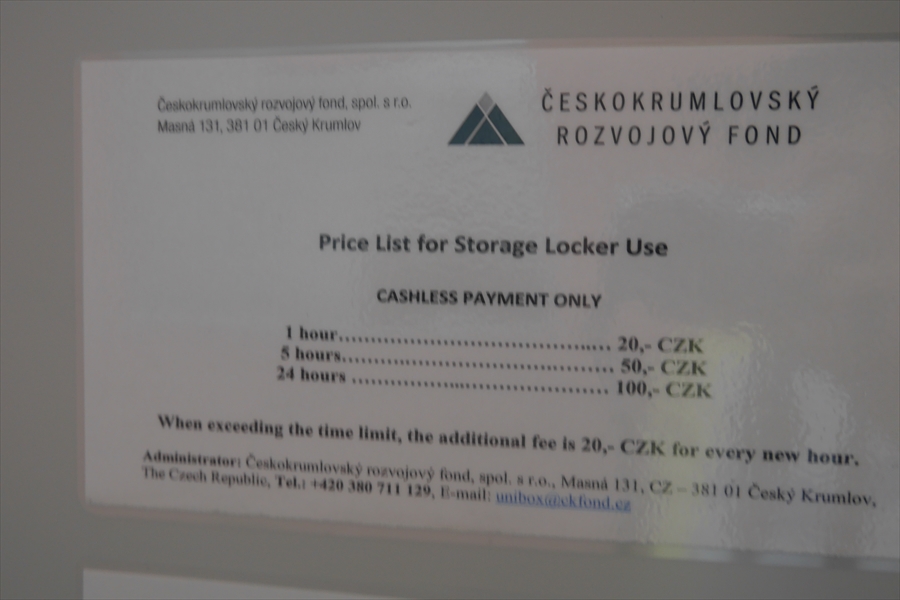 Českokrumlovský rozvojový fond, spol. s r.o.
Masná 131, 381 01 Český Krumlov
ČESKOKRUMLOVSKÝ
ROZVOJOVÝ FOND
Price List for Storage Locker Use
CASHLESS PAYMENT ONLY
1 hour........................................... 20,- CZK
5 hours........................................... 50,- CZK
24 hours ......................................... 100,- CZK
When exceeding the time limit, the additional fee is 20,- CZK for every new hour.
Administrator: Českokrumlovský rozvojový fond, spol. s r.o., Masná 131, CZ – 381 01 Český Krumlov,
The Czech Republic, Tel.: +420 380 711 129, E-mail: unibox@ckfond.cz